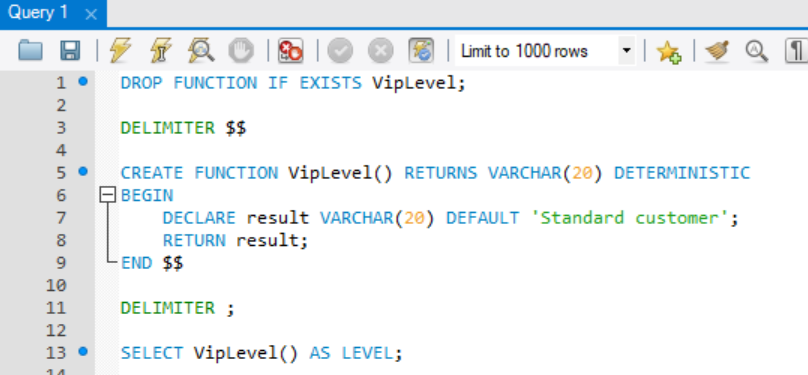 Query 1 ×
Limit to 1000 rows
1 DROP FUNCTION IF EXISTS VipLevel;
2
3 DELIMITER $$
4
5 CREATE FUNCTION VipLevel() RETURNS VARCHAR(20) DETERMINISTIC
6 BEGIN
7     DECLARE result VARCHAR(20) DEFAULT 'Standard customer';
8     RETURN result;
9 END $$
10
11 DELIMITER ;
12
13 SELECT VipLevel() AS LEVEL;
14